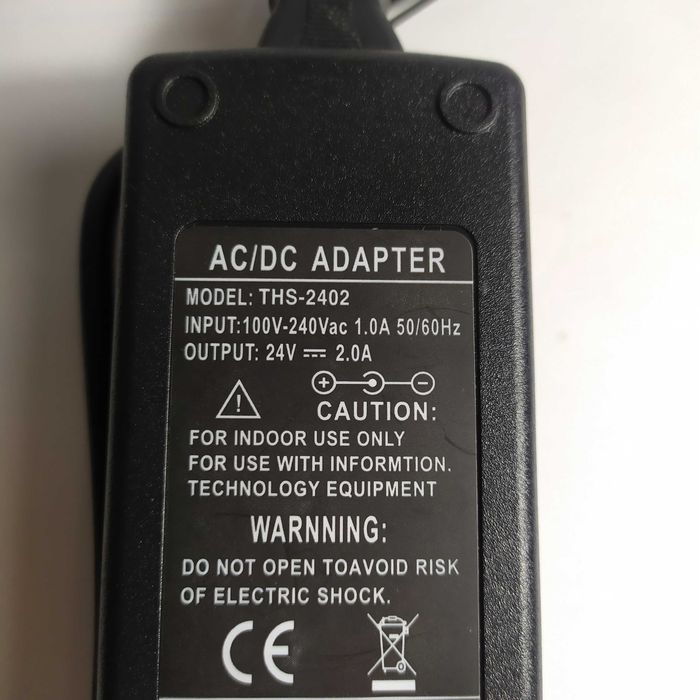 AC/DC ADAPTER
MODEL: THS-2402
INPUT:100V-240Vac 1.0A 50/60Hz
OUTPUT: 24V ⎓ 2.0A
CAUTION:
FOR INDOOR USE ONLY
FOR USE WITH INFORMTION.
TECHNOLOGY EQUIPMENT
WARNNING:
DO NOT OPEN TOAVOID RISK
OF ELECTRIC SHOCK.
CE